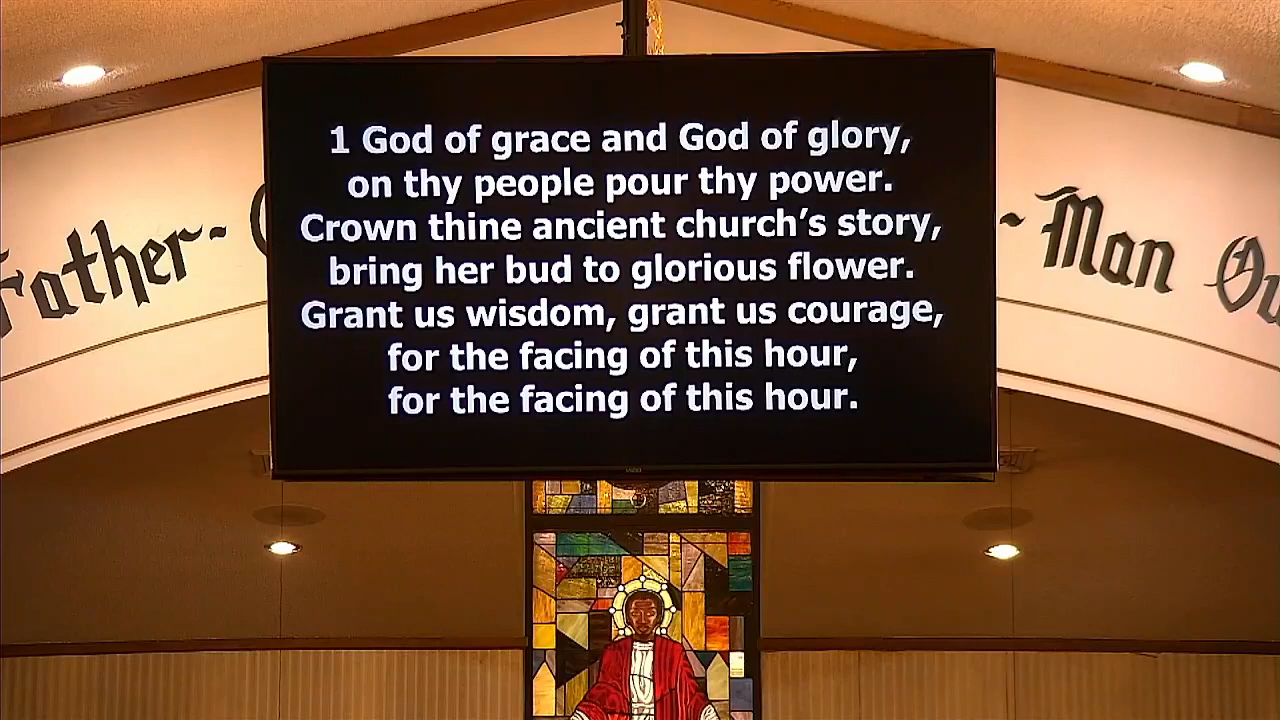 1 God of grace and God of glory,
on thy people pour thy power.
Crown thine ancient church's story,
bring her bud to glorious flower.
Grant us wisdom, grant us courage,
for the facing of this hour,
for the facing of this hour.
Father-
- Man